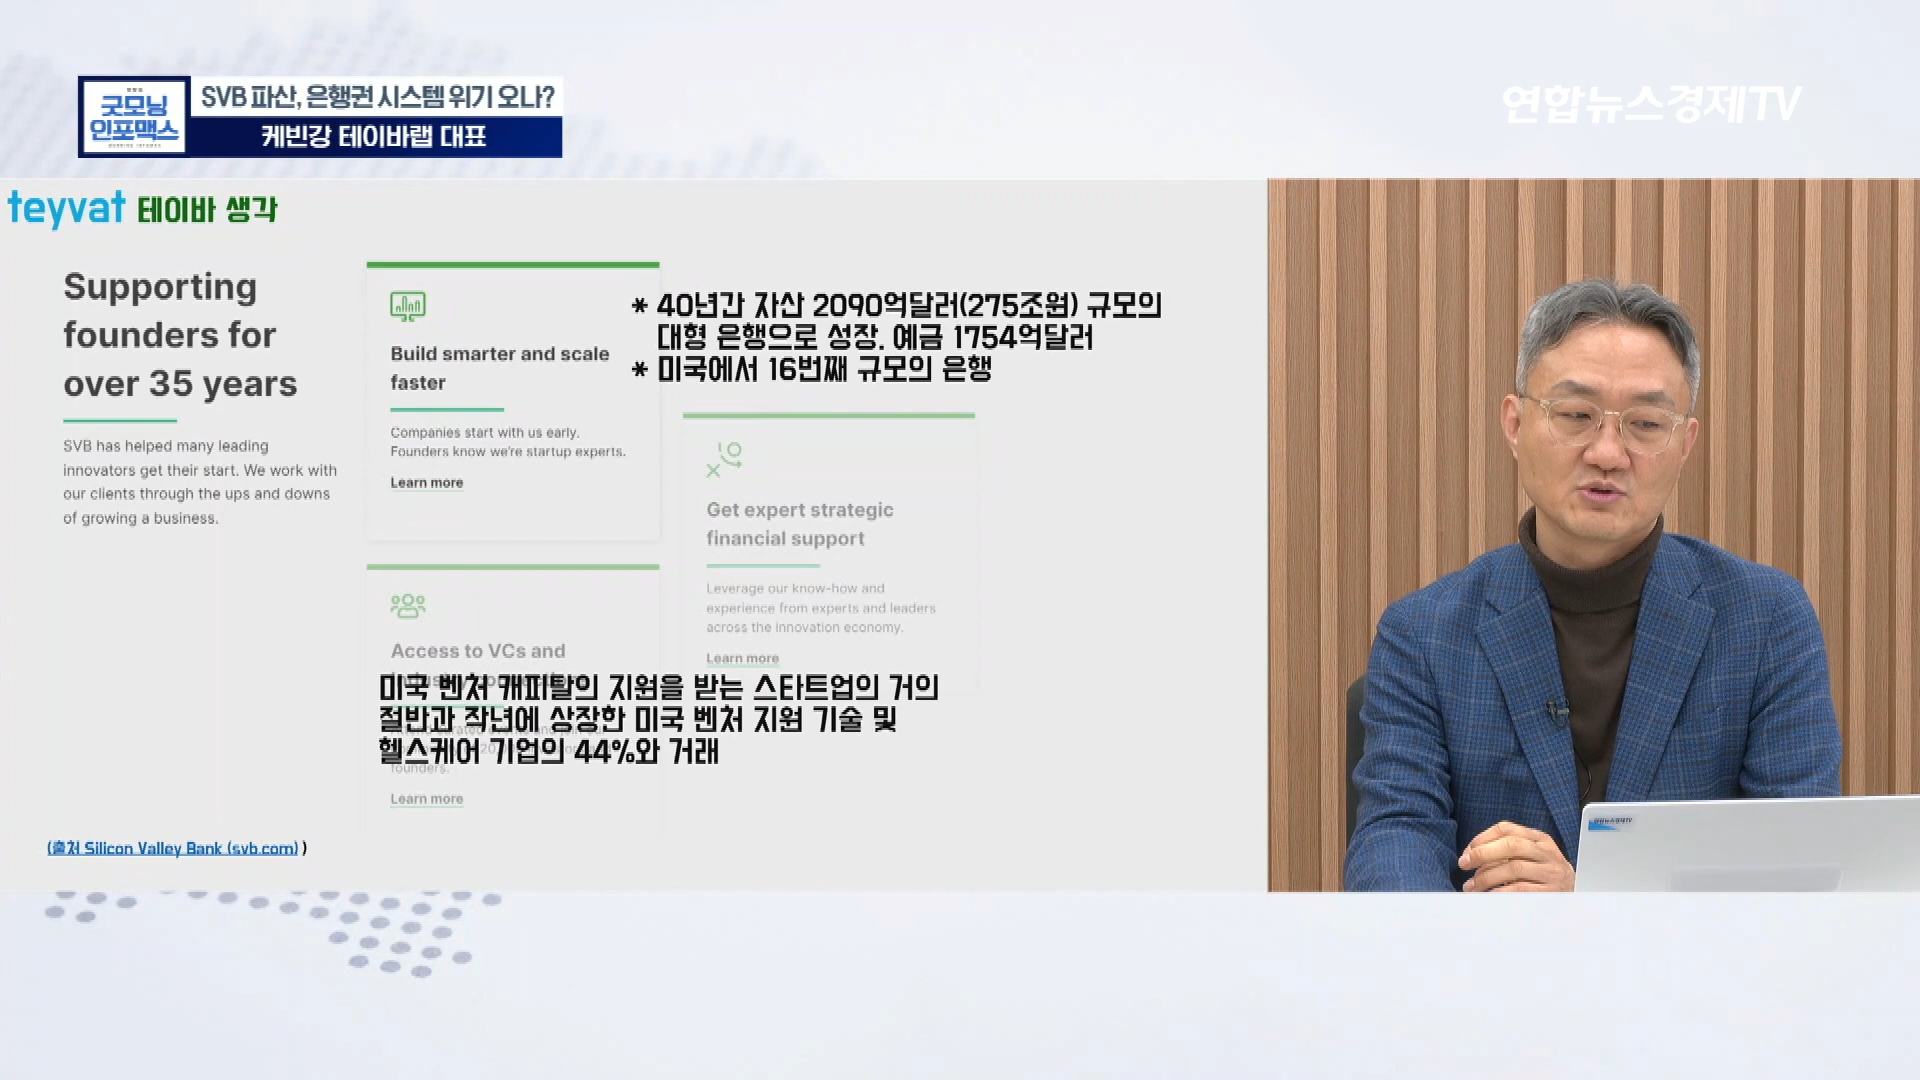 굿모닝
인포맥스
SVB 파산, 은행권 시스템 위기 오나?
케빈강 테이바랩 대표
연합뉴스경제TV
teyvat 테이바 생각
Supporting
founders for
over 35 years
SVB has helped many leading
innovators get their start. We work with
our clients through the ups and downs
of growing a business.
Build smarter and scale
faster
Companies start with us early.
Founders know we're startup experts.
Learn more
* 40년간 자산 2090억달러(275조원) 규모의
대형 은행으로 성장. 예금 1754억달러
* 미국에서 16번째 규모의 은행
Get expert strategic
financial support
Leverage our know-how and
experience from experts and leaders
across the innovation economy.
Learn more
Access to VCs and
미국 벤처 캐피탈의 지원을 받는 스타트업의 거의
절반과 작년에 상장한 미국 벤처 지원 기술 및
헬스케어 기업의 44%와 거래
founders.
Learn more
(출처 Silicon Valley Bank (svb.com) )
연합뉴스경제TV